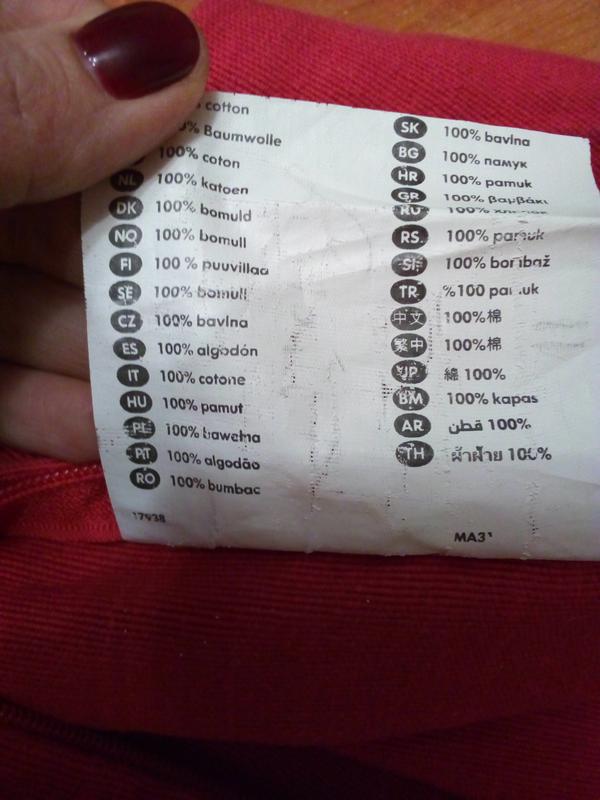 cotton
% Baumwolle
100% coton
NL 100% katoen
DK 100% bomuld
NO 100% bomull
FI 100 % puuvillaa
SE 100% bomull
CZ 100% bavlna
ES 100% algodón
IT 100% cotone
HU 100% pamut
PL 100% bawełna
PT 100% algodão
RO 100% bumbac
17938
SK 100% bavlna
BG 100% памук
HR 100% pamuk
GR 100% βαμβάκι
RU 100%
RS 100% pamuk
SI 100% bombaž
TR %100 pamuk
中文 100%棉
繁中 100%棉
JP 綿 100%
BM 100% kapas
AR قطن 100%
TH ผ้าฝ้าย 100%